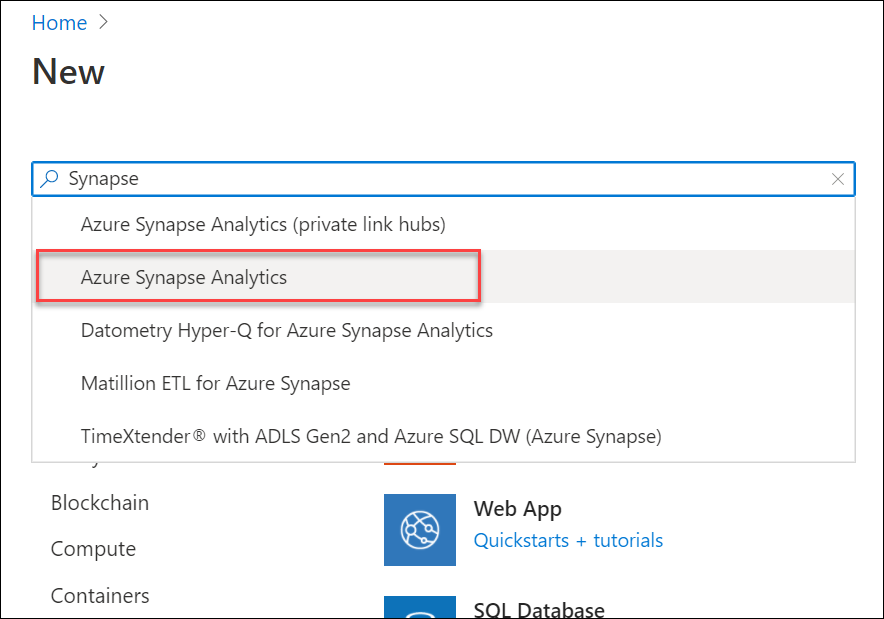 Home >
New
Synapse
Azure Synapse Analytics (private link hubs)
Azure Synapse Analytics
Datometry Hyper-Q for Azure Synapse Analytics
Matillion ETL for Azure Synapse
TimeXtender® with ADLS Gen2 and Azure SQL DW (Azure Synapse)
Blockchain
Web App
Quickstarts + tutorials
Compute
Containers
SQL Database